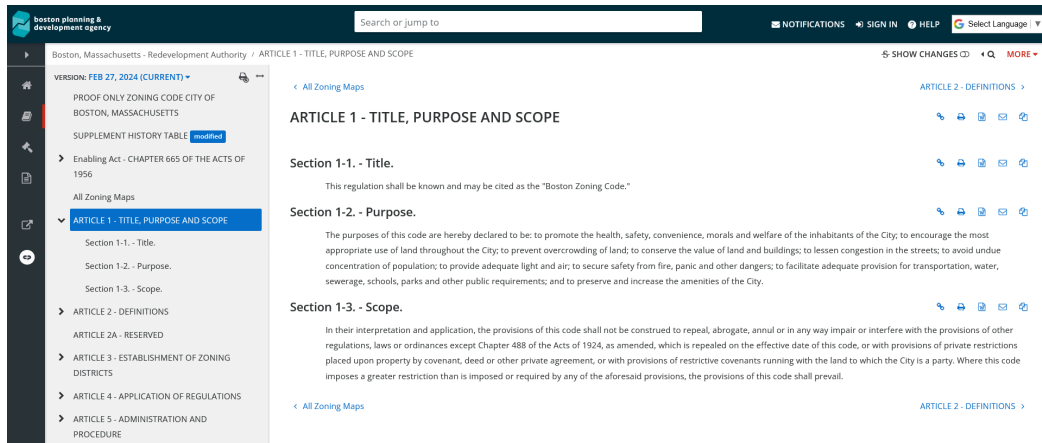 boston planning &
development agency
Search or jump to
NOTIFICATIONS SIGN IN HELP Select Language ▼
Boston, Massachusetts - Redevelopment Authority / ARTICLE 1 - TITLE, PURPOSE AND SCOPE
SHOW CHANGES MORE
VERSION: FEB 27, 2024 (CURRENT)
PROOF ONLY ZONING CODE CITY OF
BOSTON, MASSACHUSETTS
SUPPLEMENT HISTORY TABLE modified
Enabling Act - CHAPTER 665 OF THE ACTS OF
1956
All Zoning Maps
ARTICLE 1 - TITLE, PURPOSE AND SCOPE
Section 1-1. - Title.
Section 1-2. - Purpose.
Section 1-3. - Scope.
ARTICLE 2 - DEFINITIONS
ARTICLE 2A - RESERVED
ARTICLE 3 - ESTABLISHMENT OF ZONING
DISTRICTS
ARTICLE 4 - APPLICATION OF REGULATIONS
ARTICLE 5 - ADMINISTRATION AND
PROCEDURE
< All Zoning Maps
ARTICLE 2 - DEFINITIONS >
ARTICLE 1 - TITLE, PURPOSE AND SCOPE
Section 1-1. - Title.
This regulation shall be known and may be cited as the "Boston Zoning Code."
Section 1-2. - Purpose.
The purposes of this code are hereby declared to be: to promote the health, safety, convenience, morals and welfare of the inhabitants of the City; to encourage the most
appropriate use of land throughout the City; to prevent overcrowding of land; to conserve the value of land and buildings; to lessen congestion in the streets; to avoid undue
concentration of population; to provide adequate light and air; to secure safety from fire, panic and other dangers; to facilitate adequate provision for transportation, water,
sewerage, schools, parks and other public requirements; and to preserve and increase the amenities of the City.
Section 1-3. - Scope.
In their interpretation and application, the provisions of this code shall not be construed to repeal, abrogate, annul or in any way impair or interfere with the provisions of other
regulations, laws or ordinances except Chapter 488 of the Acts of 1924, as amended, which is repealed on the effective date of this code, or with provisions of private restrictions
placed upon property by covenant, deed or other private agreement, or with provisions of restrictive covenants running with the land to which the City is a party. Where this code
imposes a greater restriction than is imposed or required by any of the aforesaid provisions, the provisions of this code shall prevail.
< All Zoning Maps
ARTICLE 2 - DEFINITIONS >